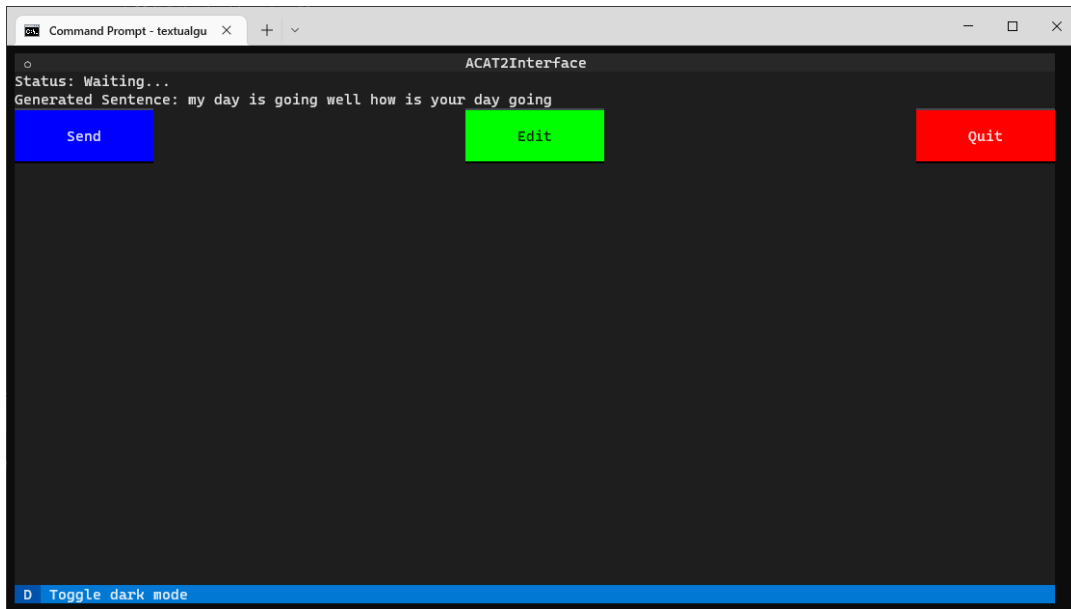 Command Prompt - textualgu
ACAT2Interface
Status: Waiting...
Generated Sentence: my day is going well how is your day going
Send Edit Quit
D Toggle dark mode